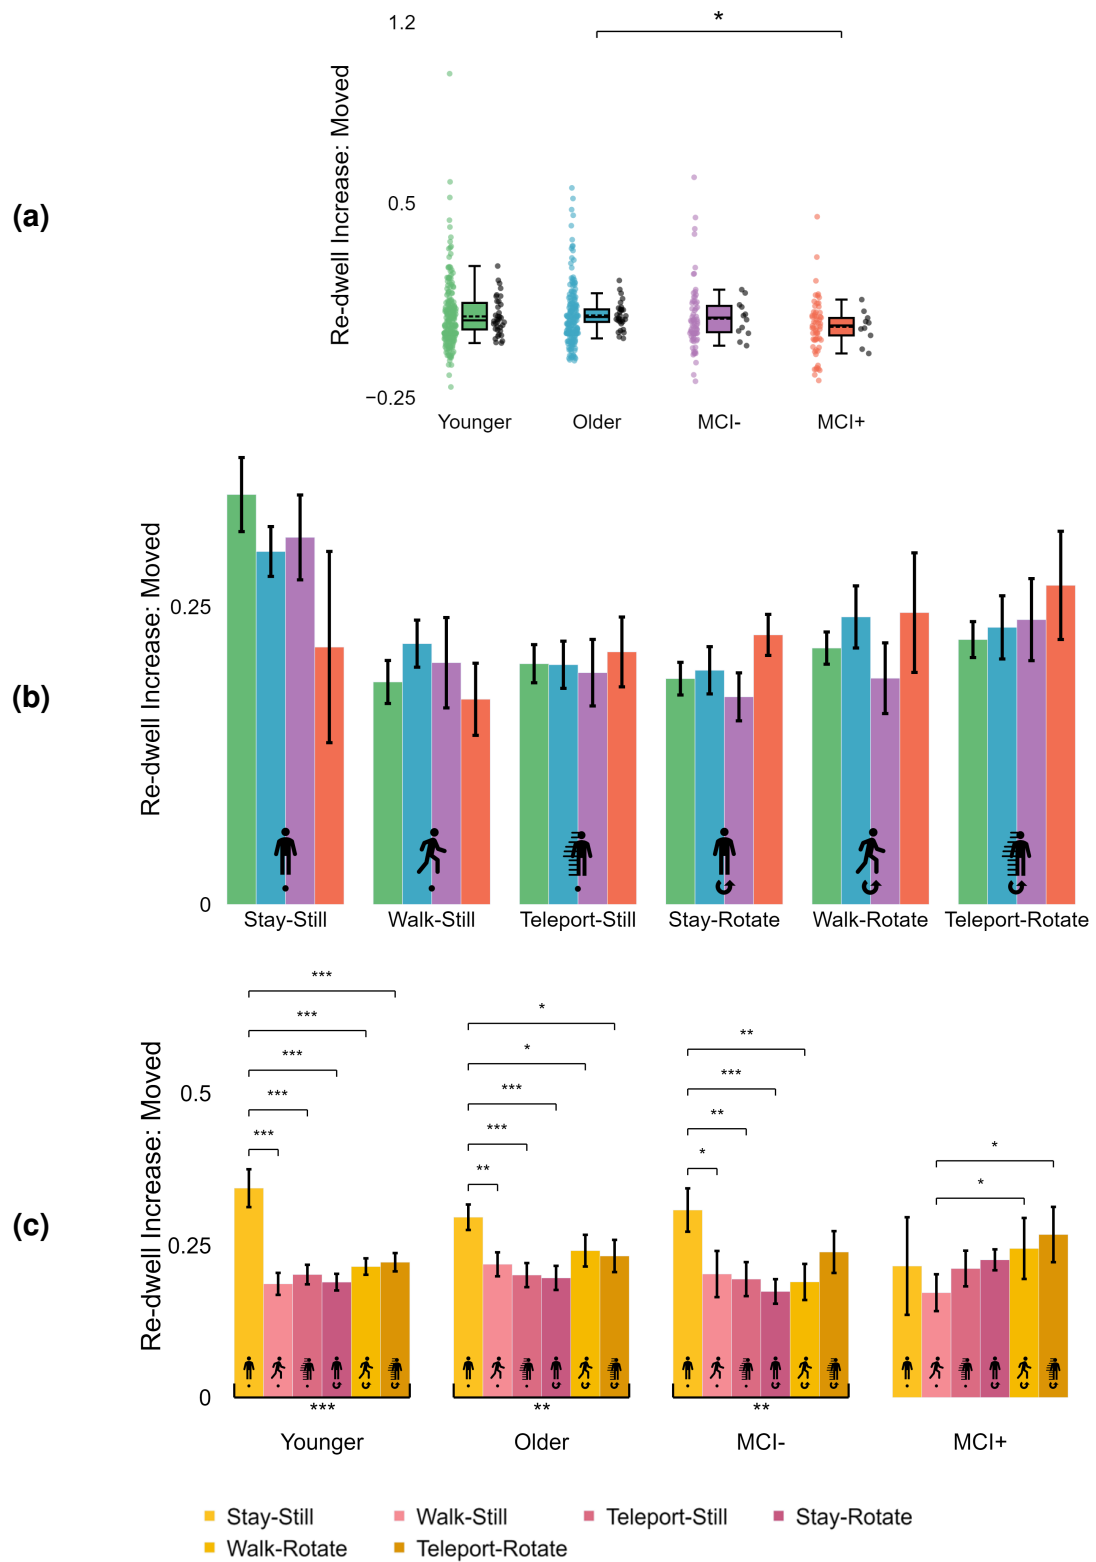 1.2
*
Re-dwell Increase: Moved
(a)
0.5
−0.25
Younger Older MCI- MCI+
Re-dwell Increase: Moved
0.25
(b)
0
Stay-Still Walk-Still Teleport-Still Stay-Rotate Walk-Rotate Teleport-Rotate
***
*
***
**
*
***
***
***
Re-dwell Increase: Moved
0.5
***
***
**
*
***
**
*
*
(c)
0.25
0
*** ** **
Younger Older MCI- MCI+
Stay-Still Walk-Still Teleport-Still Stay-Rotate
Walk-Rotate Teleport-Rotate